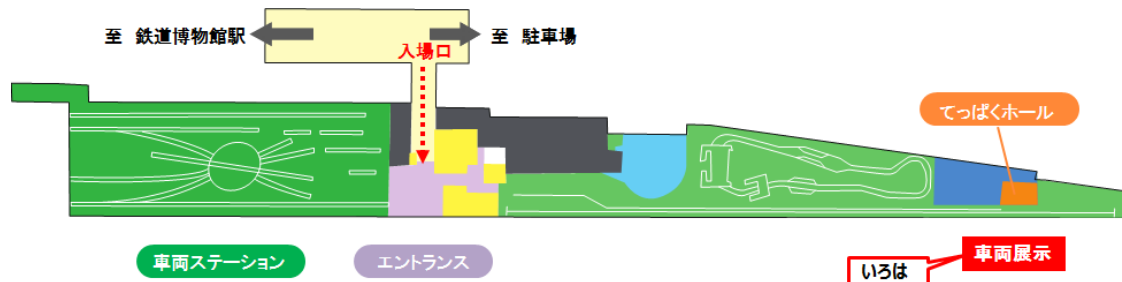 至 鉄道博物館駅
至 駐車場
入場口
てっぱくホール
車両ステーション
エントランス
車両展示
いろは